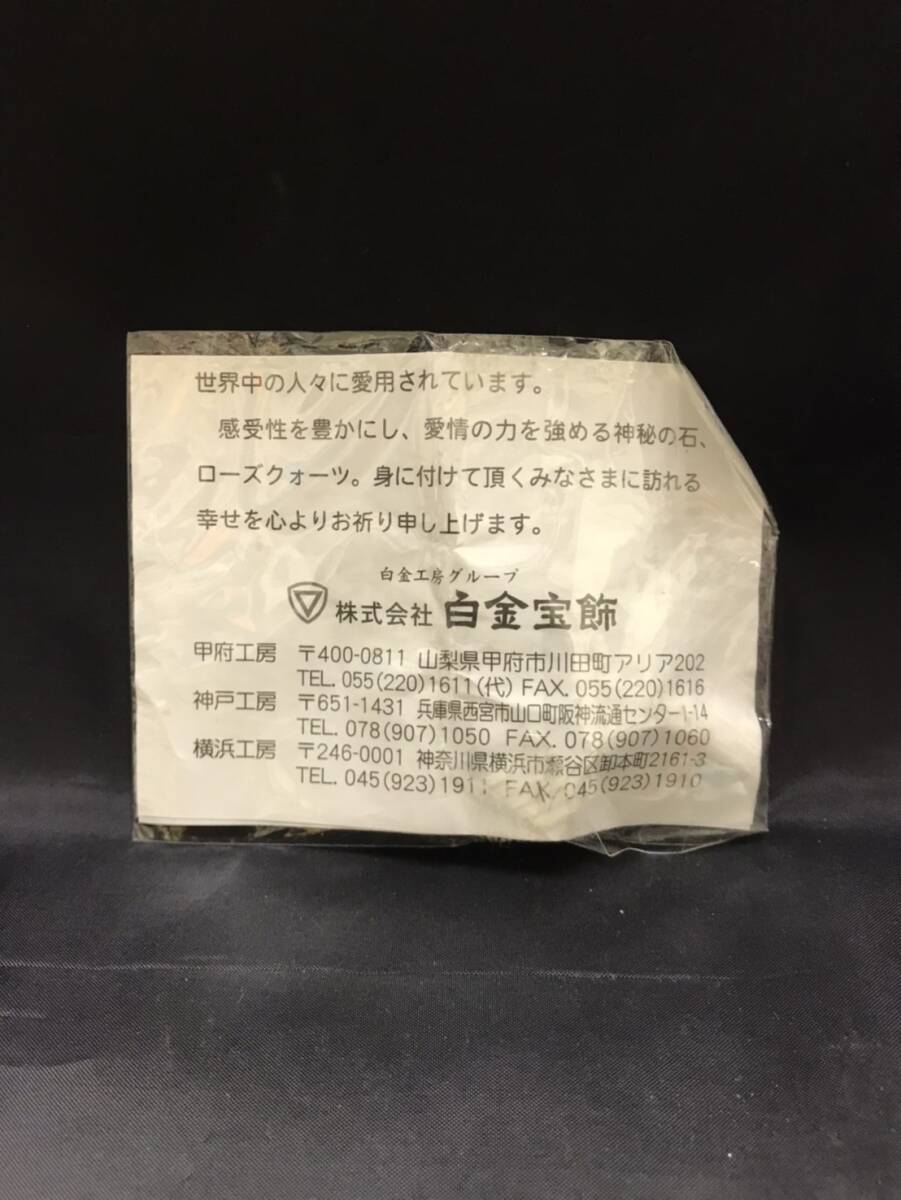 世界中の人々に愛用されています。
感受性を豊かにし、愛情の力を強める神秘の石、
ローズクォーツ。身に付けて頂くみなさまに訪れる
幸せを心よりお祈り申し上げます。
白金工房グループ
株式会社 白金宝飾
甲府工房 〒400-0811 山梨県甲府市川田町アリア202
TEL. 055(220)1611(代) FAX. 055(220)1616
神戸工房 〒651-1431 兵庫県西宮市山口町阪神流通センター1-14
TEL. 078(907)1050 FAX. 078(907)1060
横浜工房 〒246-0001 神奈川県横浜市瀬谷区卸本町2161-3
TEL. 045(923)1911 FAX. 045(923)1910